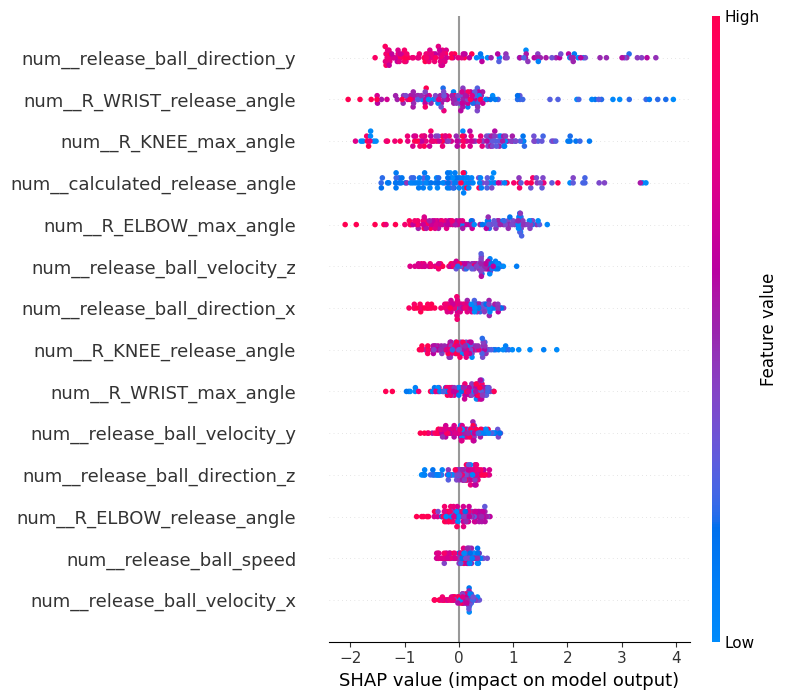 High
num__release_ball_direction_y
num__R_WRIST_release_angle
num__R_KNEE_max_angle
num__calculated_release_angle
num__R_ELBOW_max_angle
num__release_ball_velocity_z
num__release_ball_direction_x
num__R_KNEE_release_angle
num__R_WRIST_max_angle
num__release_ball_velocity_y
num__release_ball_direction_z
num__R_ELBOW_release_angle
num__release_ball_speed
num__release_ball_velocity_x
Feature value
Low
−2 −1 0 1 2 3 4
SHAP value (impact on model output)